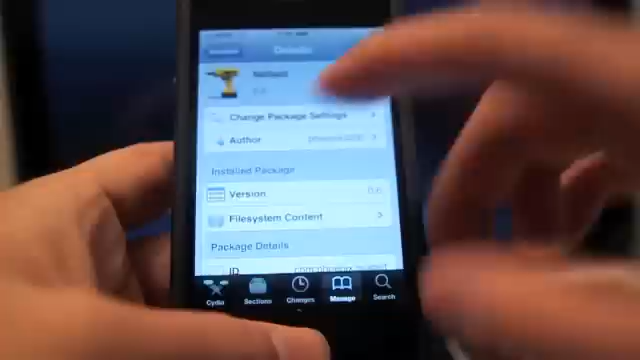 Details
Change Package Settings
Author
Installed Package
Version
Filesystem Content
Package Details
ID
Cydia
Sections
Changes
Manage
Search